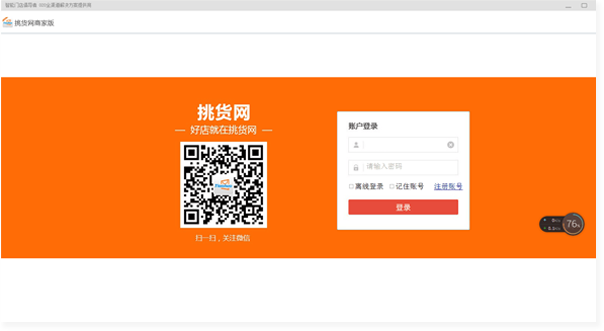 挑货网商家版
挑货网
好店就在挑货网
扫一扫，关注微信
账户登录
请输入密码
离线登录
记住账号
注册账号
登录
76%